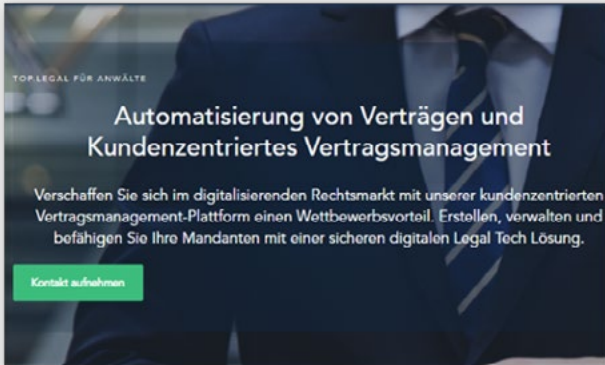 TOP.LEGAL FÜR ANWÄLTE
Automatisierung von Verträgen und
Kundenzentriertes Vertragsmanagement
Verschaffen Sie sich im digitalisierenden Rechtsmarkt mit unserer kundenzentrierten
Vertragsmanagement-Plattform einen Wettbewerbsvorteil. Erstellen, verwalten und
befähigen Sie Ihre Mandanten mit einer sicheren digitalen Legal Tech Lösung.
Kontakt aufnehmen